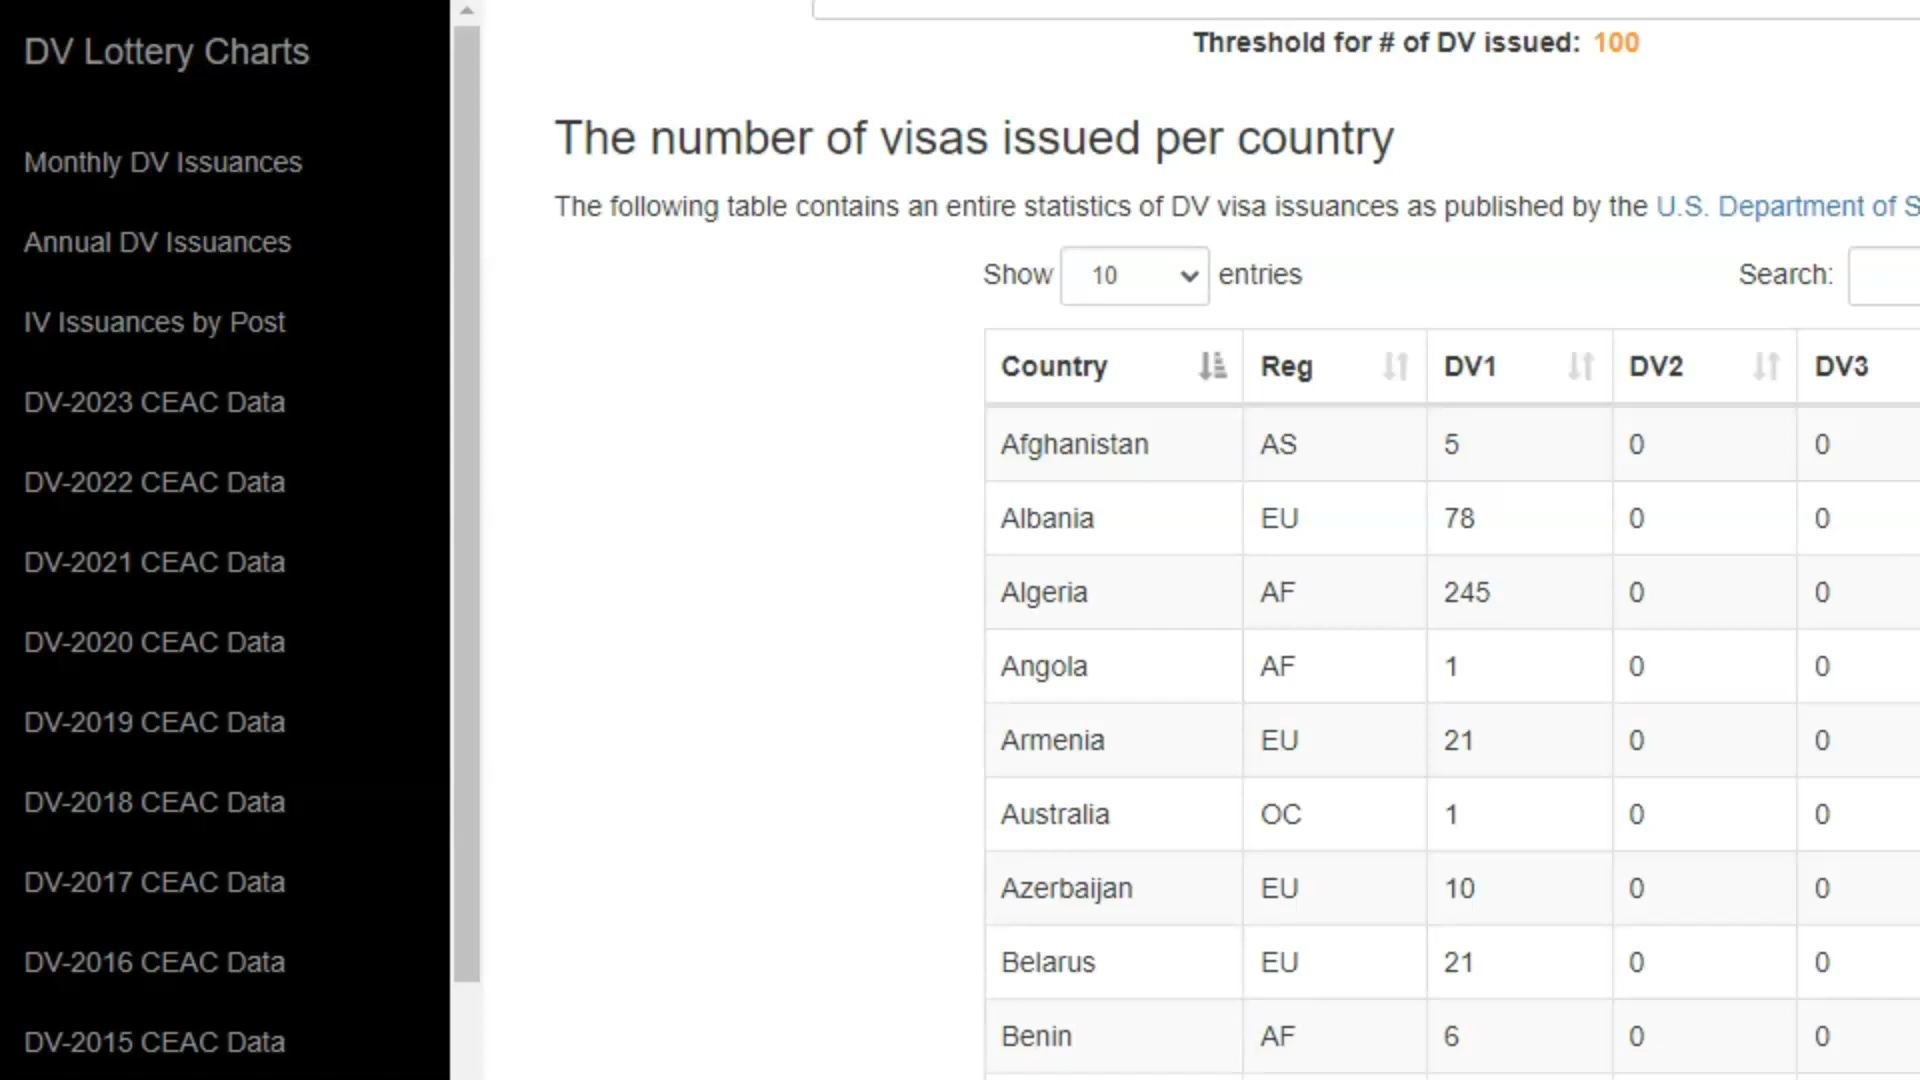 DV Lottery Charts
Monthly DV Issuances
Annual DV Issuances
IV Issuances by Post
DV-2023 CEAC Data
DV-2022 CEAC Data
DV-2021 CEAC Data
DV-2020 CEAC Data
DV-2019 CEAC Data
DV-2018 CEAC Data
DV-2017 CEAC Data
DV-2016 CEAC Data
DV-2015 CEAC Data
Threshold for # of DV issued: 100
The number of visas issued per country
The following table contains an entire statistics of DV visa issuances as published by the U.S. Department of S
Show 10 entries Search:
Country Reg DV1 DV2 DV3
Afghanistan AS 5 0 0
Albania EU 78 0 0
Algeria AF 245 0 0
Angola AF 1 0 0
Armenia EU 21 0 0
Australia OC 1 0 0
Azerbaijan EU 10 0 0
Belarus EU 21 0 0
Benin AF 6 0 0